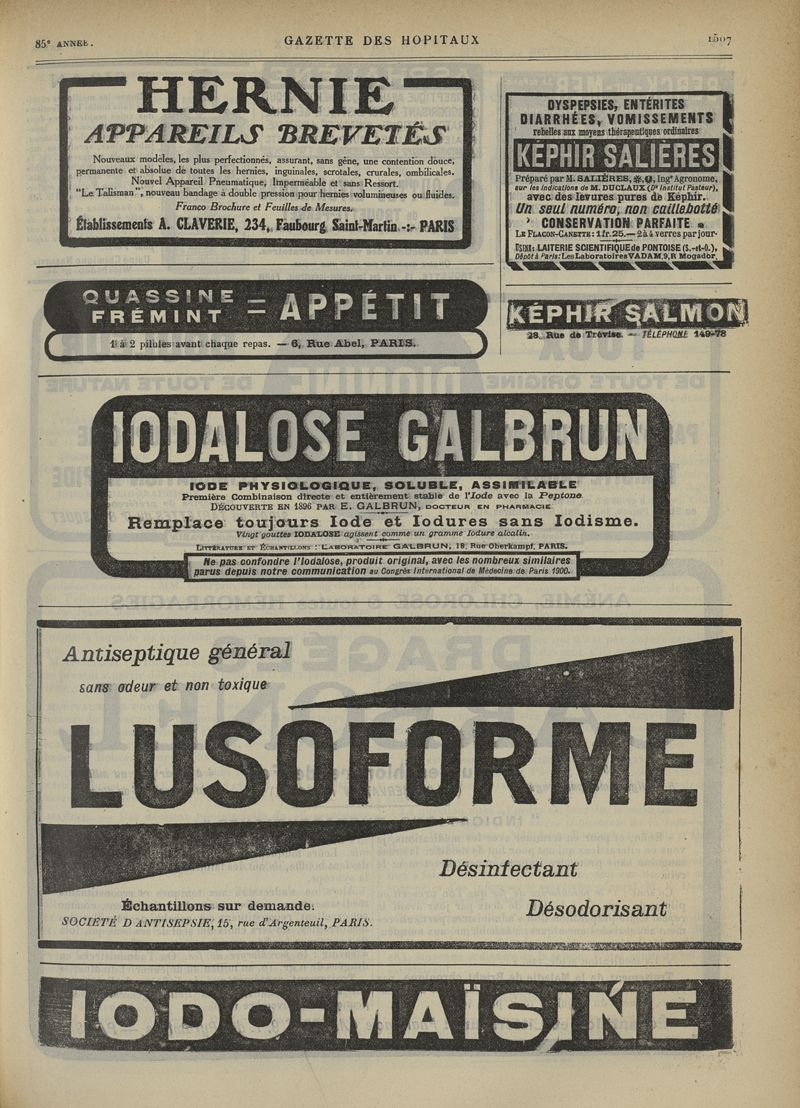 85e ANNEE.
GAZETTE DES HOPITAUX
1507
HERNIE
APPAREILS BREVETÉS
Nouveaux modèles, les plus perfectionnés, assurant, sans gêne, une contention douce,
permanente et absolue de toutes les hernies, inguinales, scrotales, crurales, ombilicales.
Nouvel Appareil Pneumatique, Imperméable et sans Ressort.
"Le Talisman", nouveau bandage à double pression pour hernies volumineuses ou fluides.
Franco Brochure et Feuilles de Mesures.
Établissements A. CLAVERIE, 234, Faubourg Saint-Martin -:- PARIS
DYSPEPSIES, ENTÉRITES
DIARRHÉES, VOMISSEMENTS
rebelles aux moyens thérapeutiques ordinaires
KÉPHIR SALIÈRES
Préparé par M. SALIÈRES, Ingr Agronome,
sur les indications de M. DUCLAUX (Dr Institut Pasteur),
avec des levures pures de Képhir.
Un seul numéro, non caillebotté
CONSERVATION PARFAITE
LE FLACON-CANETTE: 1fr.25. — 2 à 4 verres par jour.
USINE: LAITERIE SCIENTIFIQUE de PONTOISE (S.-et-O.),
Dépôt à Paris: Les Laboratoires VADAM, 9, R Mogador.
QUASSINE
FRÉMINT
= APPÉTIT
1 à 2 pilules avant chaque repas. — 6, Rue Abel, PARIS.
KÉPHIR SALMON
28, Rue de Trévise. — TÉLÉPHONE 149-78
IODALOSE GALBRUN
IODE PHYSIOLOGIQUE, SOLUBLE, ASSIMILABLE
Première Combinaison directe et entièrement stable de l'Iode avec la Peptone
DÉCOUVERTE EN 1896 PAR E. GALBRUN, DOCTEUR EN PHARMACIE
Remplace toujours Iode et Iodures sans Iodisme.
Vingt gouttes IODALOSE agissent comme un gramme Iodure alcalin.
LITTÉRATURE ET ÉCHANTILLONS : LABORATOIRE GALBRUN, 18, Rue Oberkampf, PARIS.
Ne pas confondre l'Iodalose, produit original, avec les nombreux similaires
parus depuis notre communication au Congrès International de Médecine de Paris 1900.
Antiseptique général
sans odeur et non toxique
LUSOFORME
Désinfectant
Échantillons sur demande.
Désodorisant
SOCIÉTÉ D'ANTISEPSIE, 15, rue d'Argenteuil, PARIS.
IODO-MAÏSINE